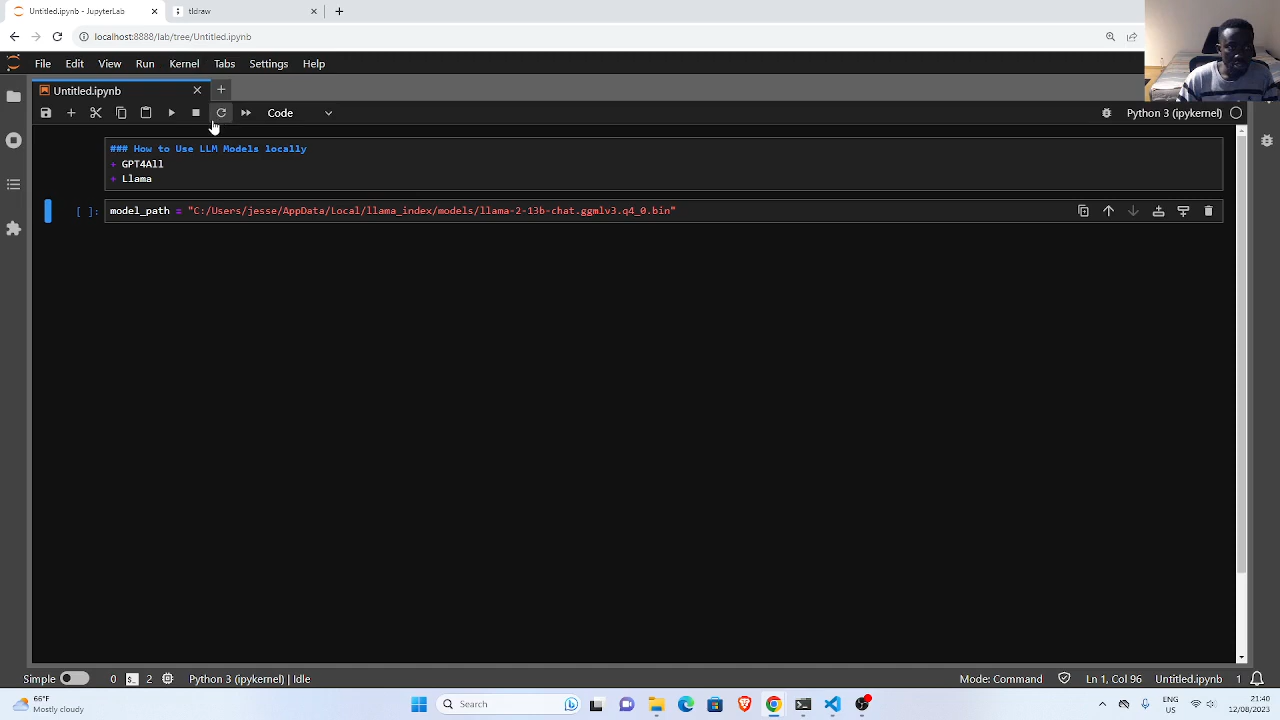 Untitled.ipynb - JupyterLab
tldraw
localhost:8888/lab/tree/Untitled.ipynb
File Edit View Run Kernel Tabs Settings Help
Untitled.ipynb
Code
Python 3 (ipykernel)
### How to Use LLM Models locally
+ GPT4All
+ Llama
[ ]: model_path = "C:/Users/jesse/AppData/Local/llama_index/models/llama-2-13b-chat.ggmlv3.q4_0.bin"
Simple 0 $_ 2 Python 3 (ipykernel) | Idle Mode: Command Ln 1, Col 96 Untitled.ipynb 1
66°F
Mostly cloudy
Search
ENG
US
21:40
12/08/2023